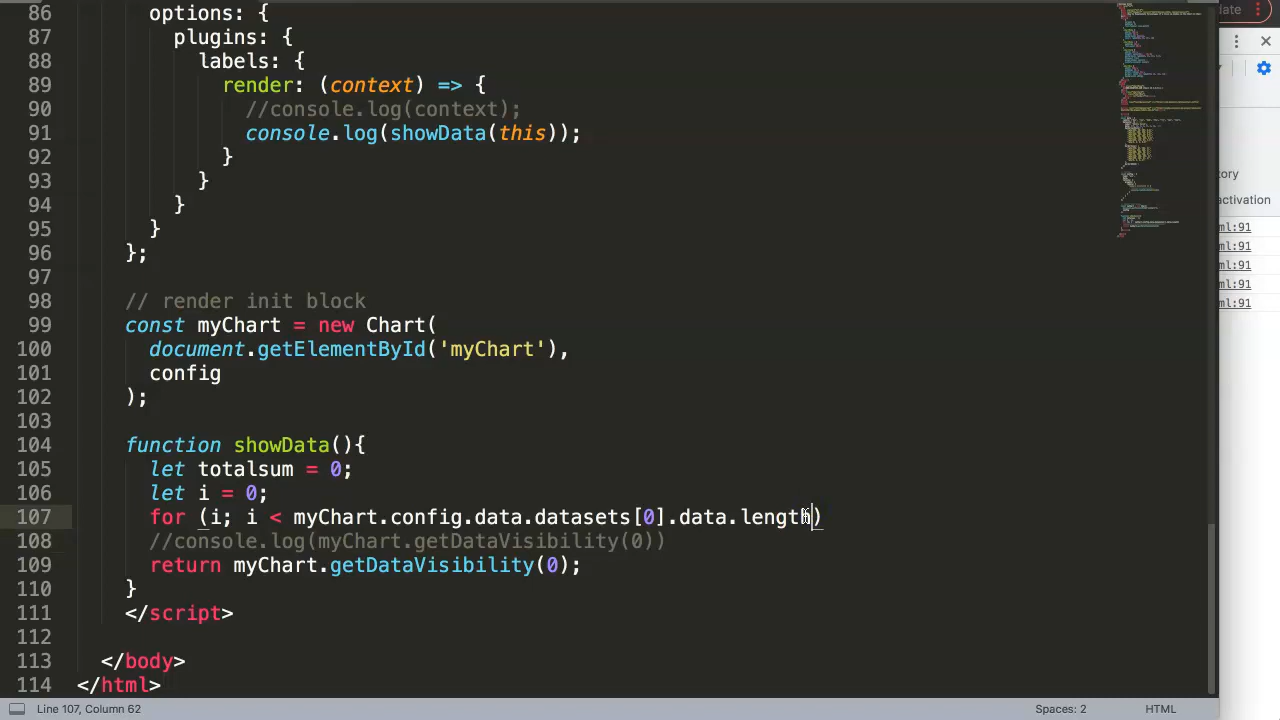 86 options: {
87 plugins: {
88 labels: {
89 render: (context) => {
90 //console.log(context);
91 console.log(showData(this));
92 }
93 }
94 }
95 }
96 };
97
98 // render init block
99 const myChart = new Chart(
100 document.getElementById('myChart'),
101 config
102 );
103
104 function showData(){
105 let totalsum = 0;
106 let i = 0;
107 for (i; i < myChart.config.data.datasets[0].data.length)
108 //console.log(myChart.getDataVisibility(0))
109 return myChart.getDataVisibility(0);
110 }
111 </script>
112
113 </body>
114 </html>
Line 107, Column 62
Spaces: 2
HTML
date
ory
activation
ml:91
ml:91
ml:91
ml:91
ml:91